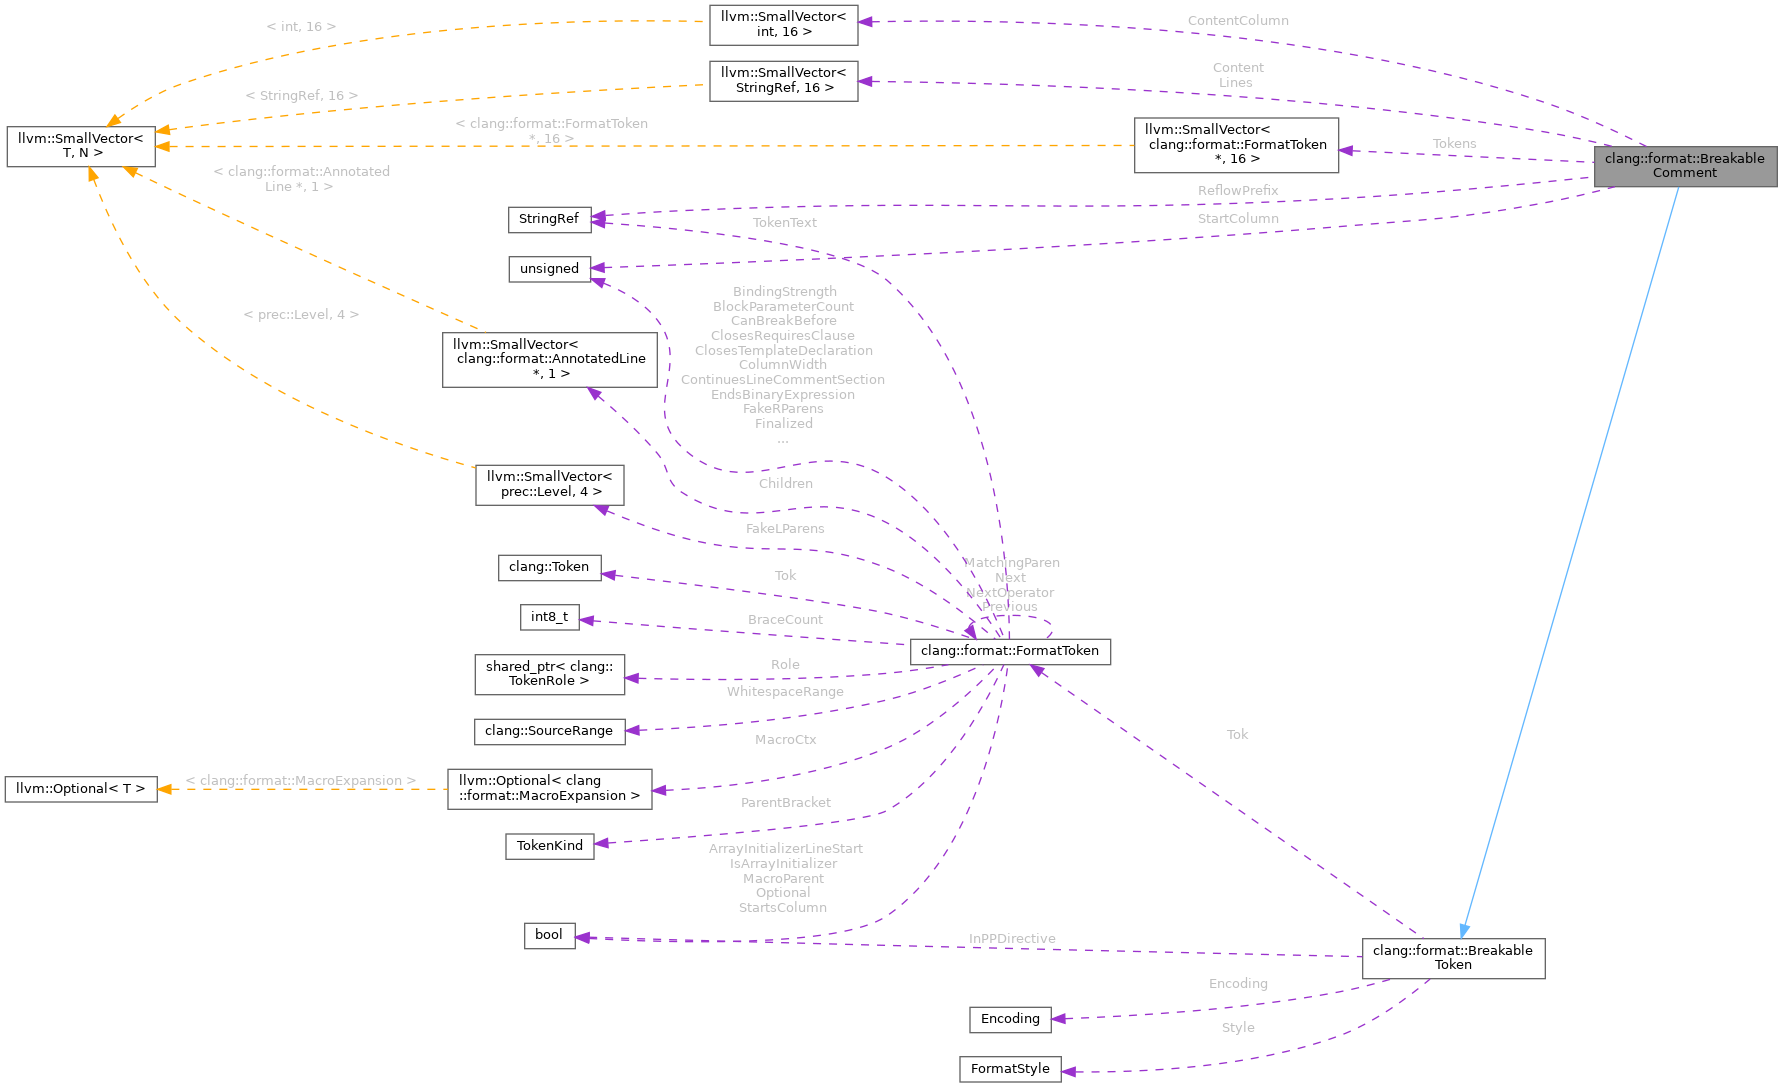 llvm::SmallVector<
int, 16 >
ContentColumn
< int, 16 >
llvm::SmallVector<
StringRef, 16 >
Content
Lines
< StringRef, 16 >
llvm::SmallVector<
T, N >
< clang::format::FormatToken
*, 16 >
llvm::SmallVector<
clang::format::FormatToken
*, 16 >
Tokens
clang::format::Breakable
Comment
< clang::format::Annotated
Line *, 1 >
ReflowPrefix
StringRef
TokenText
StartColumn
unsigned
BindingStrength
BlockParameterCount
CanBreakBefore
ClosesRequiresClause
ClosesTemplateDeclaration
ColumnWidth
ContinuesLineCommentSection
EndsBinaryExpression
FakeRParens
Finalized
...
< prec::Level, 4 >
llvm::SmallVector<
clang::format::AnnotatedLine
*, 1 >
llvm::SmallVector<
prec::Level, 4 >
Children
FakeLParens
clang::Token
Tok
MatchingParen
Next
NextOperator
Previous
int8_t
BraceCount
clang::format::FormatToken
shared_ptr< clang::
TokenRole >
Role
WhitespaceRange
clang::SourceRange
MacroCtx
Tok
llvm::Optional< T >
< clang::format::MacroExpansion >
llvm::Optional< clang
::format::MacroExpansion >
ParentBracket
TokenKind
ArrayInitializerLineStart
IsArrayInitializer
MacroParent
Optional
StartsColumn
bool
InPPDirective
clang::format::Breakable
Token
Encoding
Encoding
Style
FormatStyle